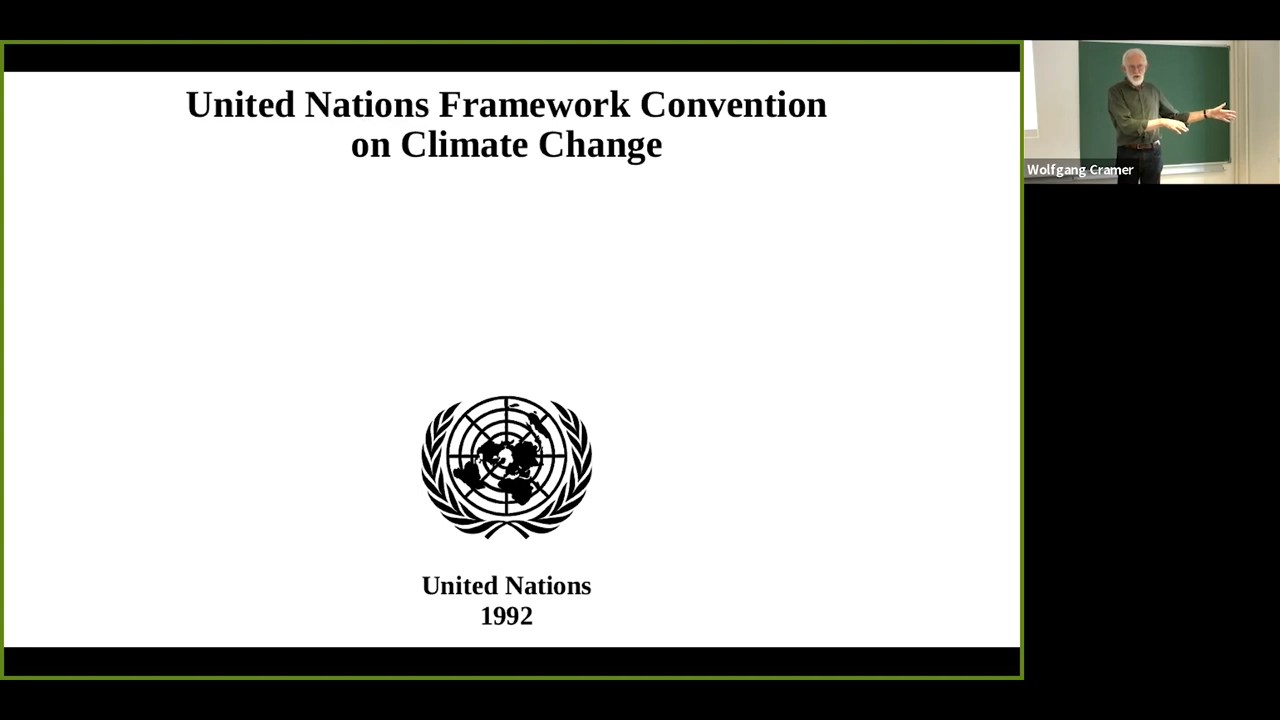 United Nations Framework Convention
on Climate Change
Wolfgang Cramer
United Nations
1992